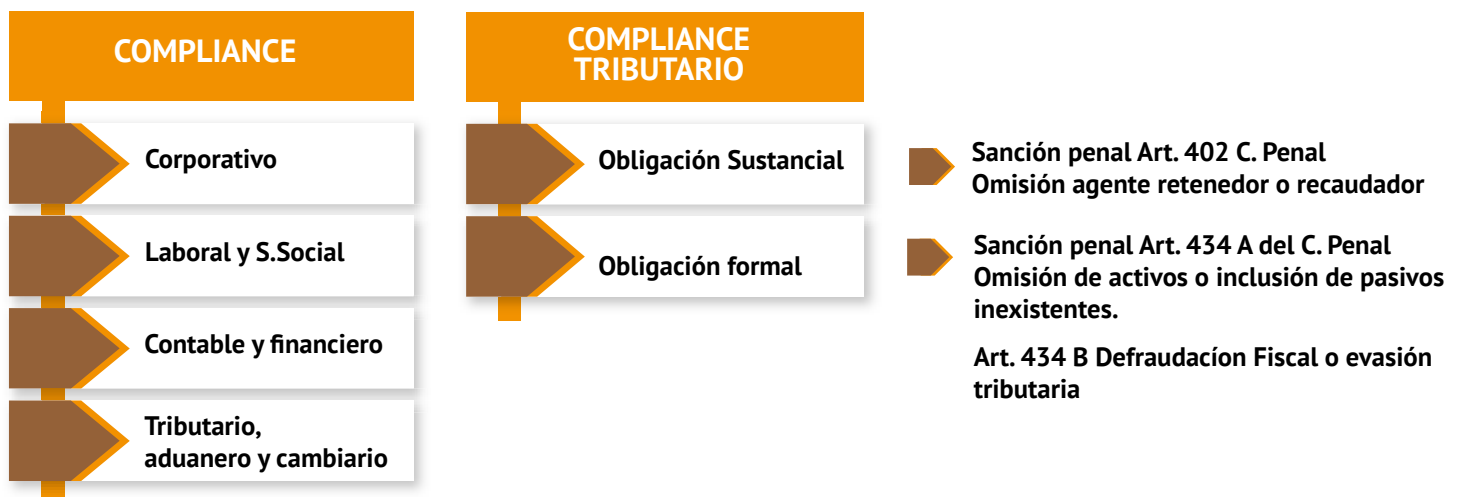 COMPLIANCE
Corporativo
Laboral y S.Social
Contable y financiero
Tributario,
aduanero y cambiario
COMPLIANCE
TRIBUTARIO
Obligación Sustancial
Obligación formal
Sanción penal Art. 402 C. Penal
Omisión agente retenedor o recaudador
Sanción penal Art. 434 A del C. Penal
Omisión de activos o inclusión de pasivos
inexistentes.
Art. 434 B Defraudacíon Fiscal o evasión
tributaria